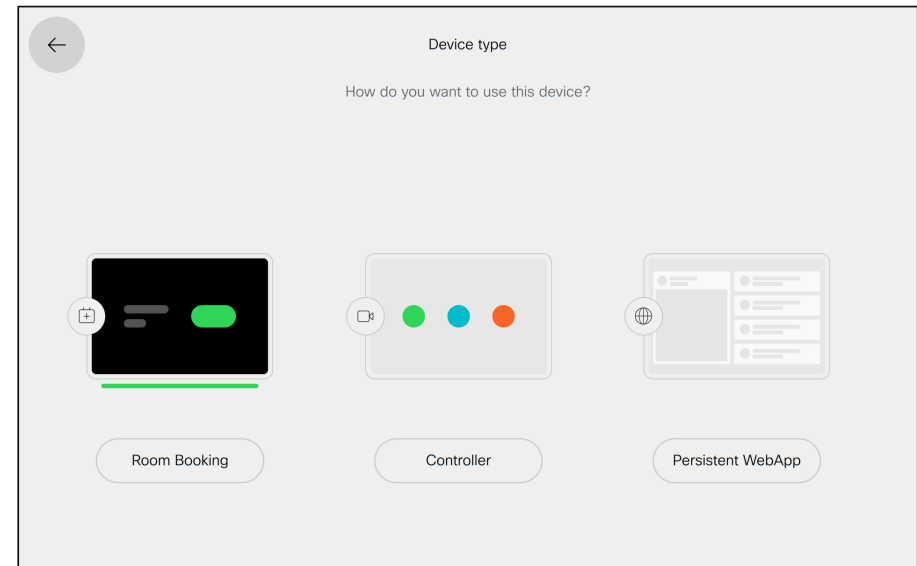 Device type
How do you want to use this device?
Room Booking
Controller
Persistent WebApp